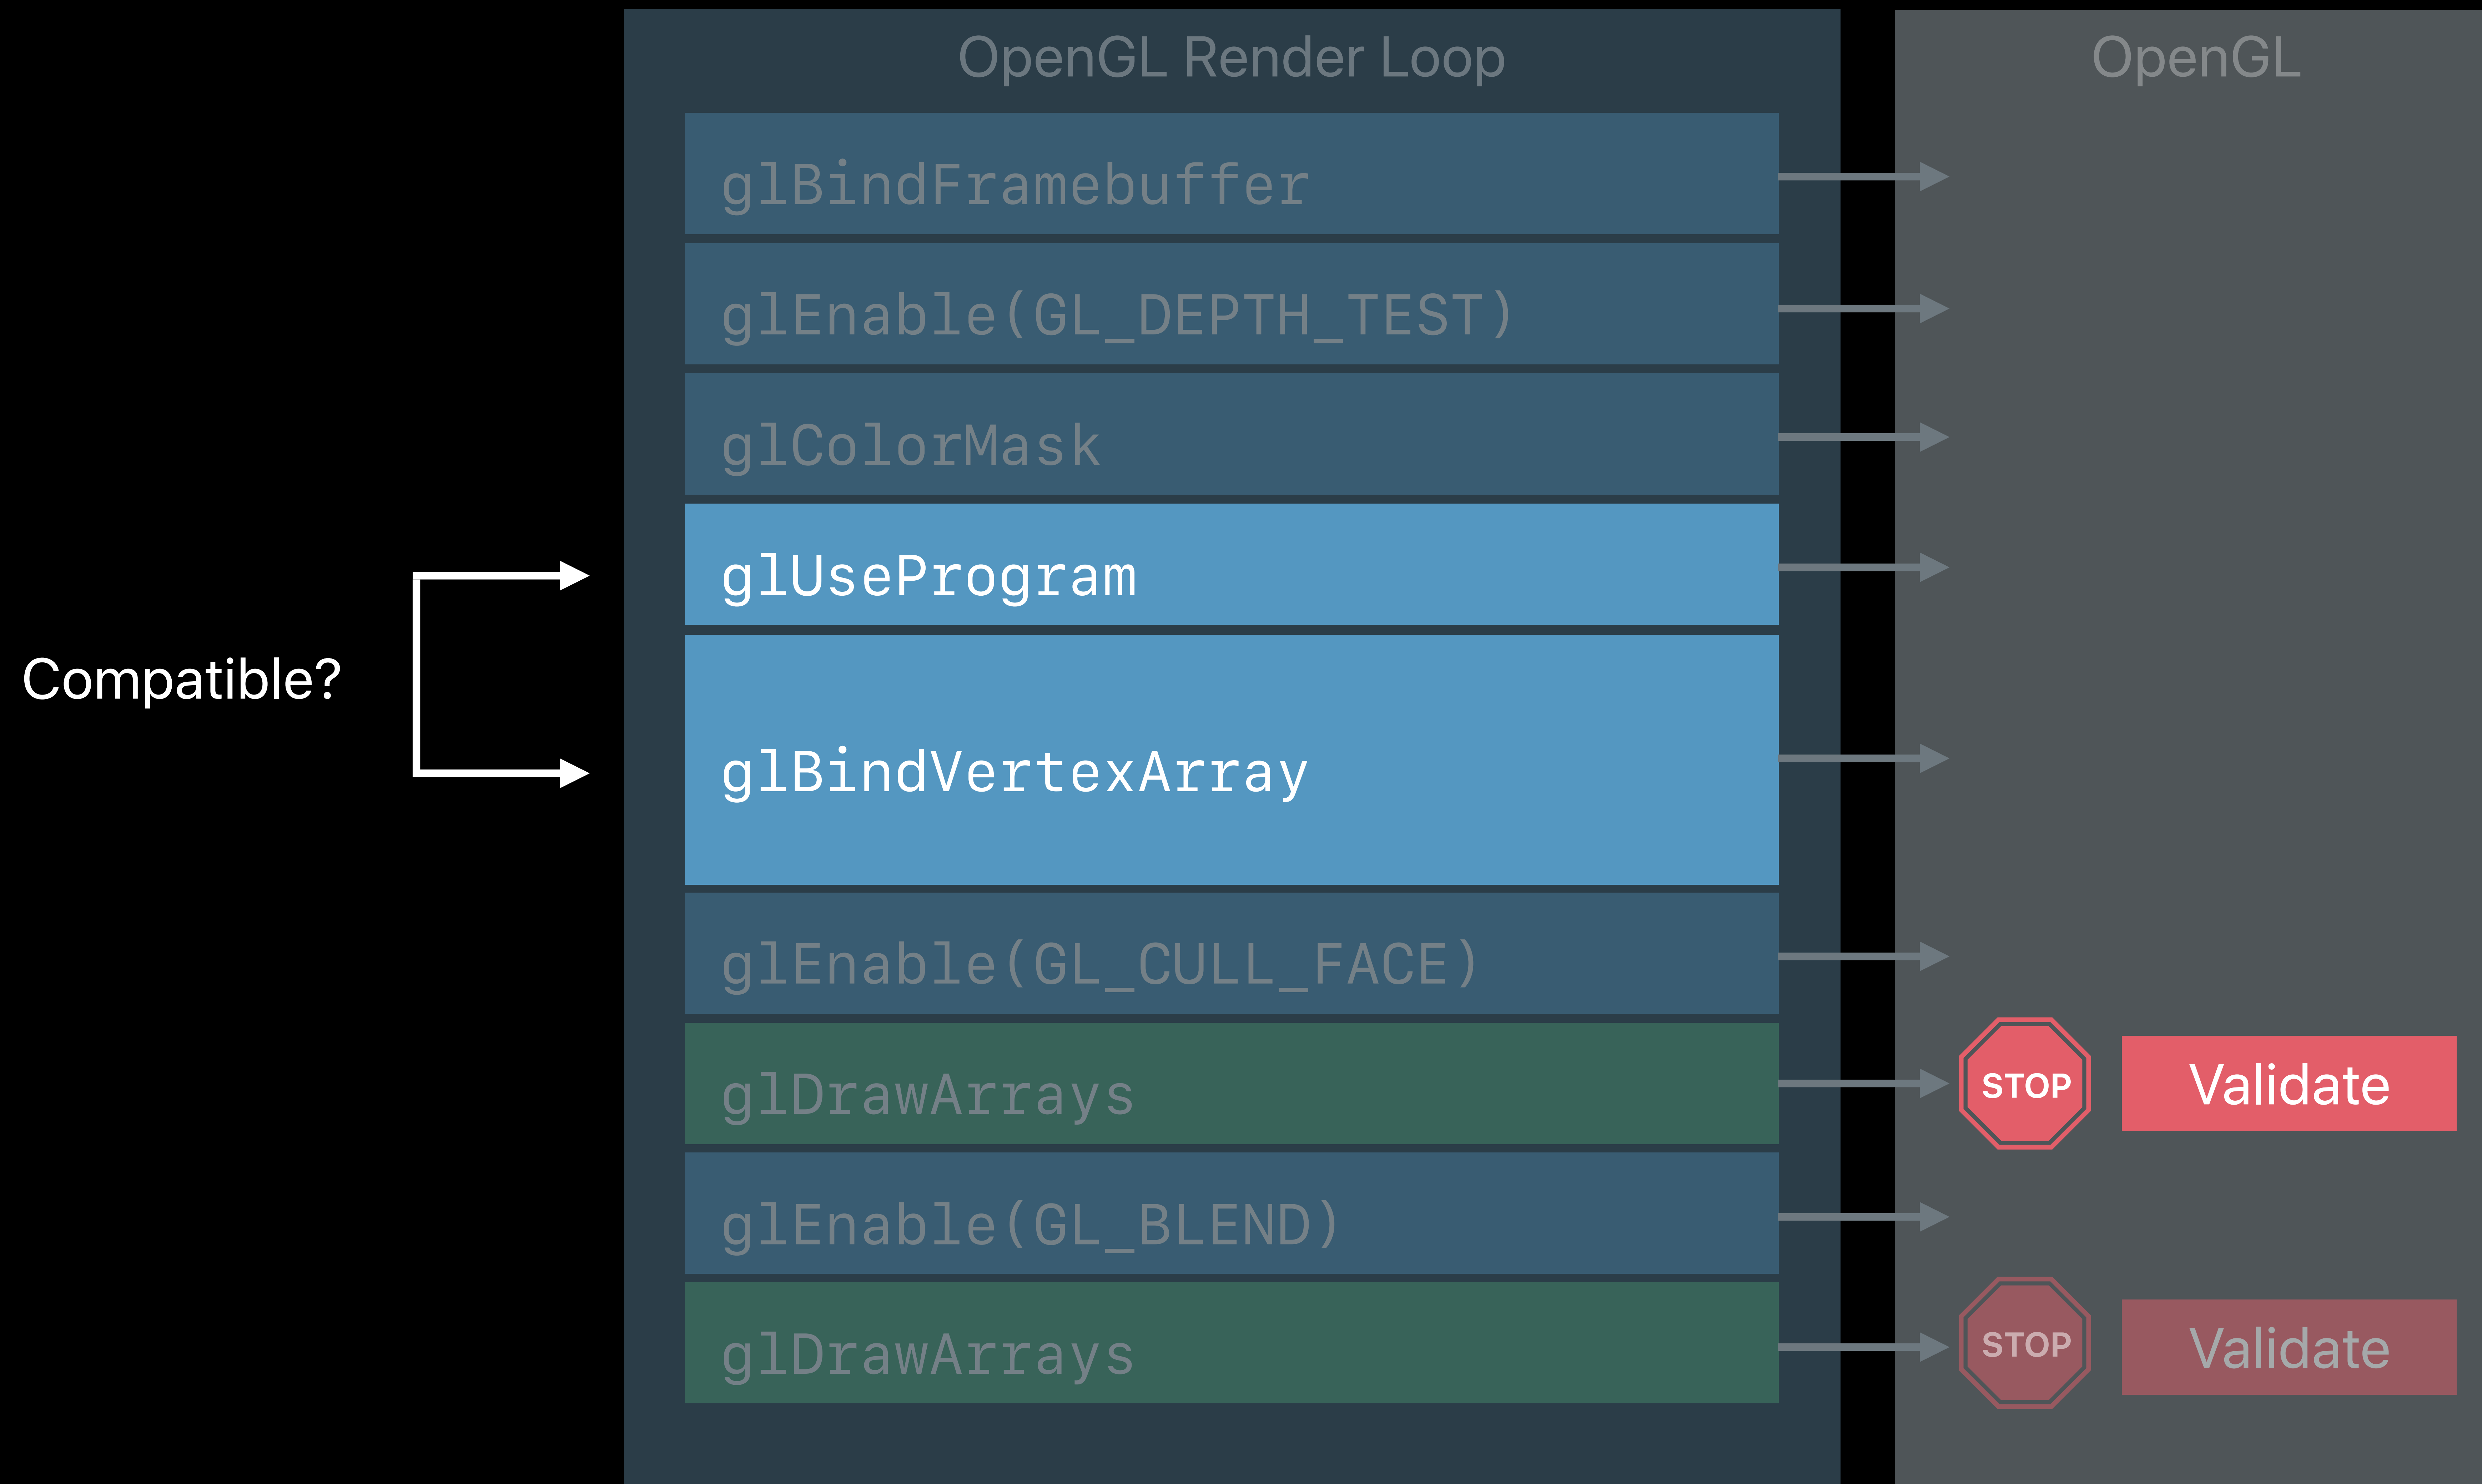 OpenGL Render Loop
OpenGL
glBindFramebuffer
glEnable(GL_DEPTH_TEST)
glColorMask
glUseProgram
Compatible?
glBindVertexArray
glEnable(GL_CULL_FACE)
glDrawArrays
STOP
Validate
glEnable(GL_BLEND)
glDrawArrays
STOP
Validate